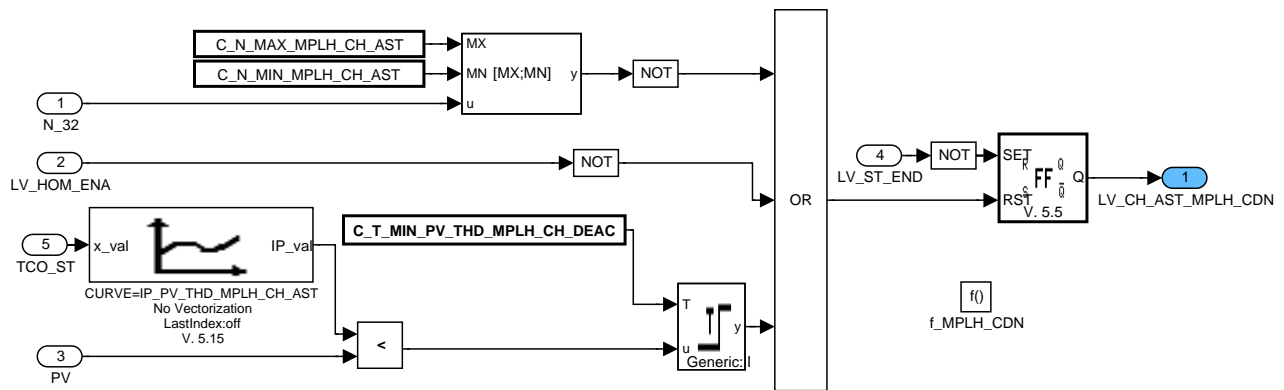 C_N_MAX_MPLH_CH_AST
C_N_MIN_MPLH_CH_AST
MX
MN [MX;MN] y
u
NOT
1
N_32
2
LV_HOM_ENA
NOT
C_T_MIN_PV_THD_MPLH_CH_DEAC
5
TCO_ST
x_val IP_val
CURVE=IP_PV_THD_MPLH_CH_AST
No Vectorization
LastIndex:off
V. 5.15
3
PV
<
T
y
u
Generic: I
OR
4
LV_ST_END
NOT
SET
R Q
FF Q
S Q
RST
V. 5.5
1
LV_CH_AST_MPLH_CDN
f()
f_MPLH_CDN